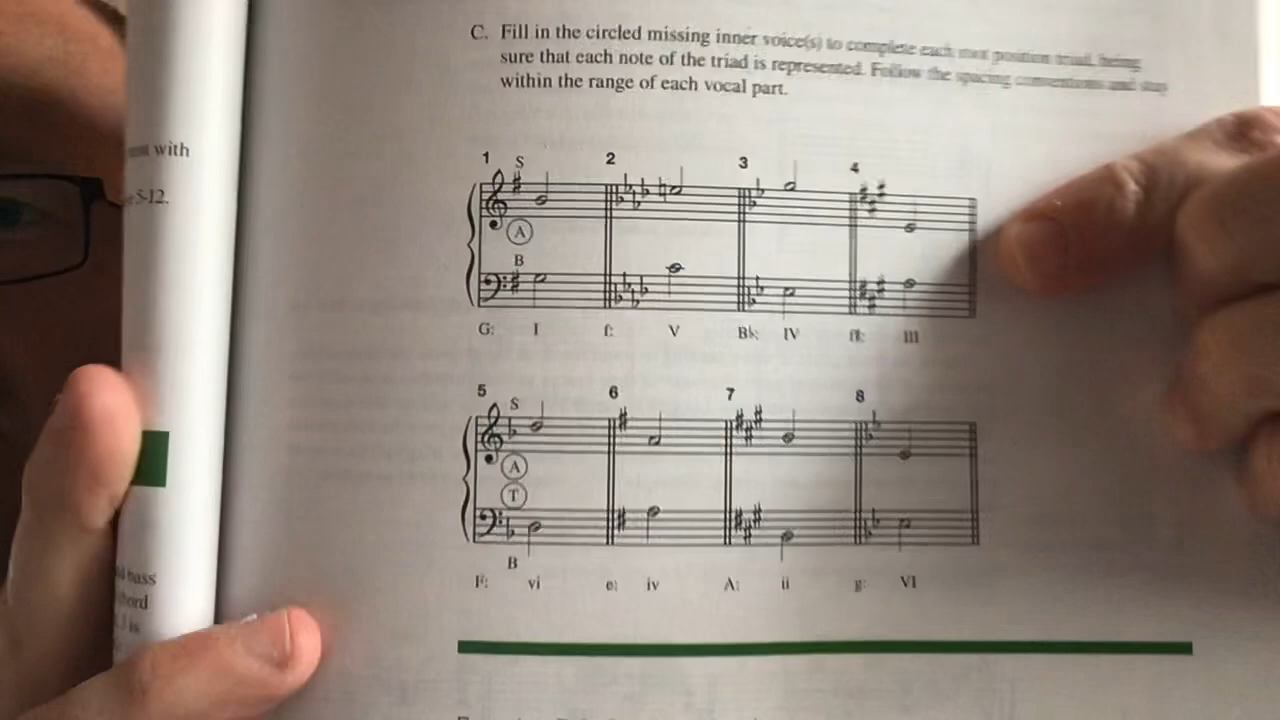 C. Fill in the circled missing inner voice(s) to complete each root position triad, being
sure that each note of the triad is represented. Follow the spacing conventions and stay
within the range of each vocal part.
with
5-12.
1 S 2 3 4
A
B
G: I f: V B♭: IV f♯: III
5 S 6 7 8
A
T
B
F: vi e: iv A: ii g: VI
bass